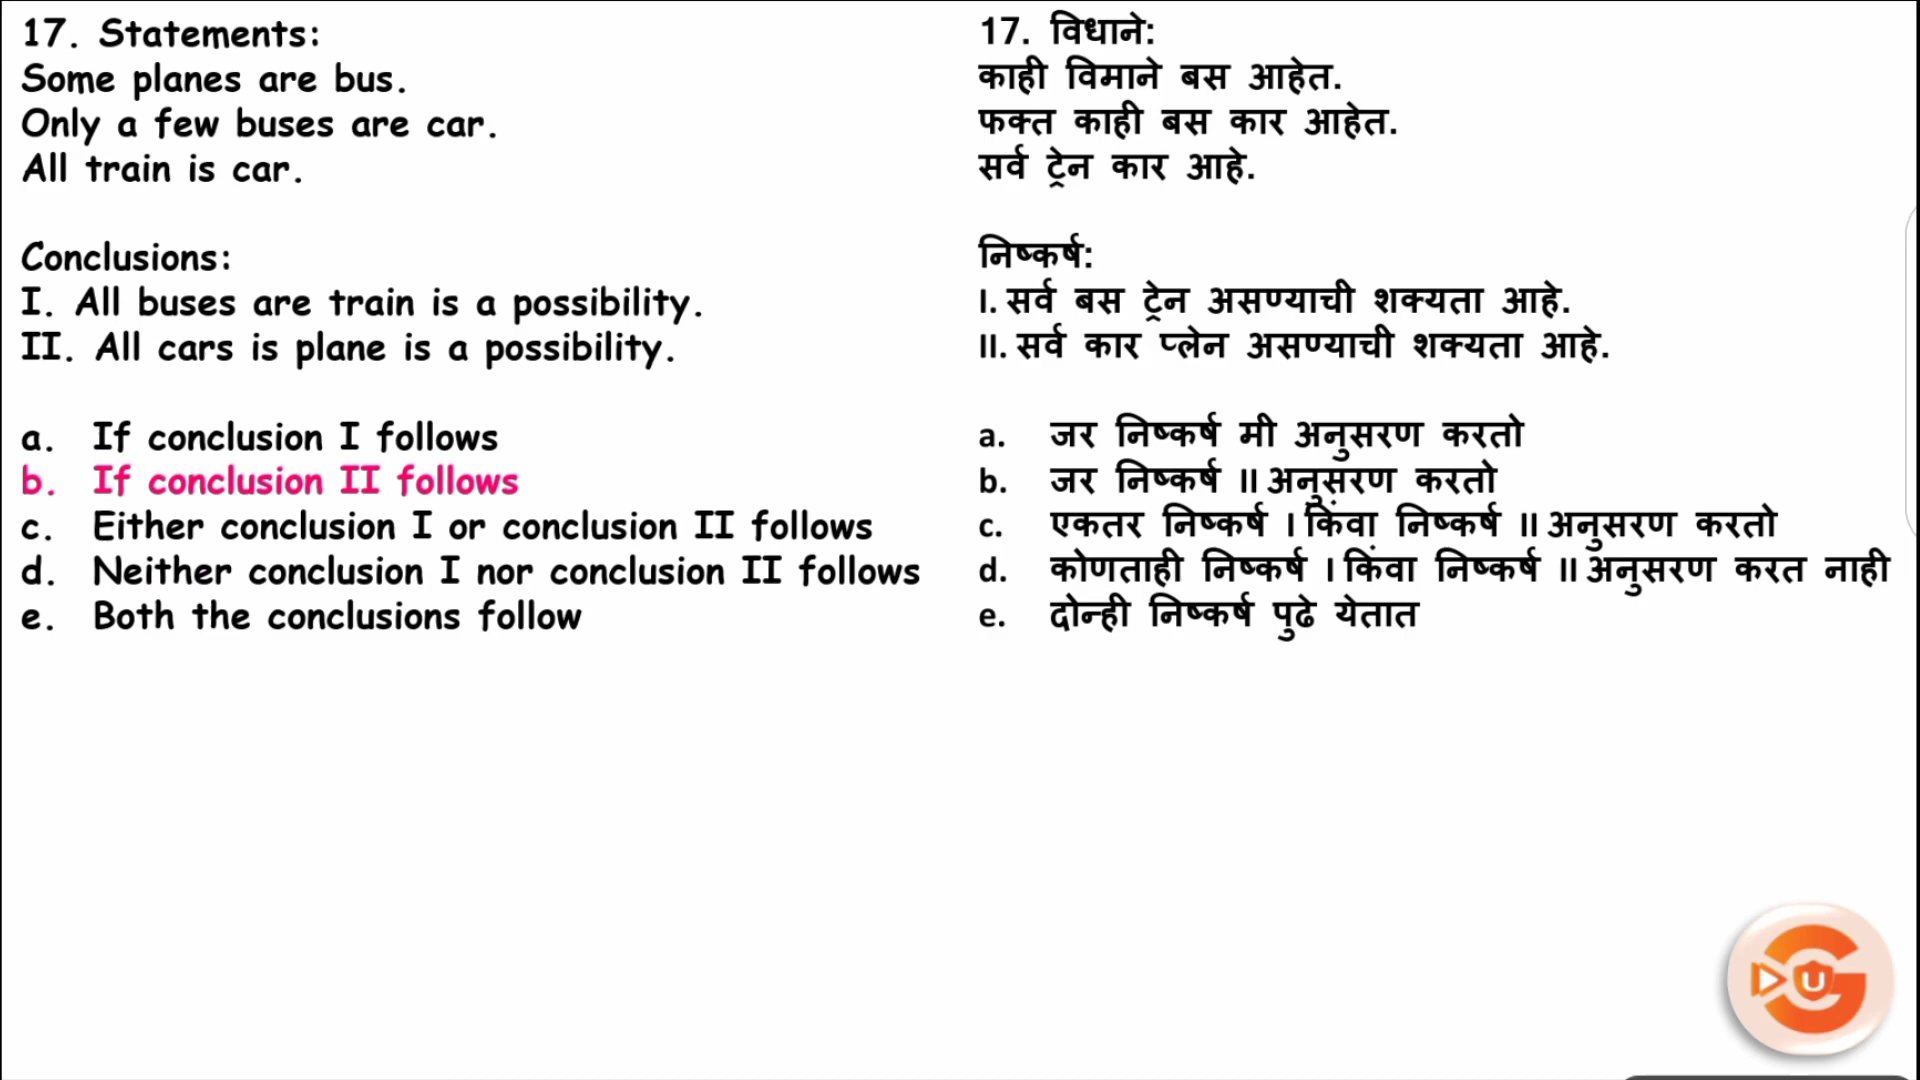 17. Statements:
Some planes are bus.
Only a few buses are car.
All train is car.
Conclusions:
I. All buses are train is a possibility.
II. All cars is plane is a possibility.
a. If conclusion I follows
b. If conclusion II follows
c. Either conclusion I or conclusion II follows
d. Neither conclusion I nor conclusion II follows
e. Both the conclusions follow
17. विधाने:
काही विमाने बस आहेत.
फक्त काही बस कार आहेत.
सर्व ट्रेन कार आहे.
निष्कर्ष:
I. सर्व बस ट्रेन असण्याची शक्यता आहे.
II. सर्व कार प्लेन असण्याची शक्यता आहे.
a. जर निष्कर्ष मी अनुसरण करतो
b. जर निष्कर्ष II अनुसरण करतो
c. एकतर निष्कर्ष I किंवा निष्कर्ष II अनुसरण करतो
d. कोणताही निष्कर्ष I किंवा निष्कर्ष II अनुसरण करत नाही
e. दोन्ही निष्कर्ष पुढे येतात
U